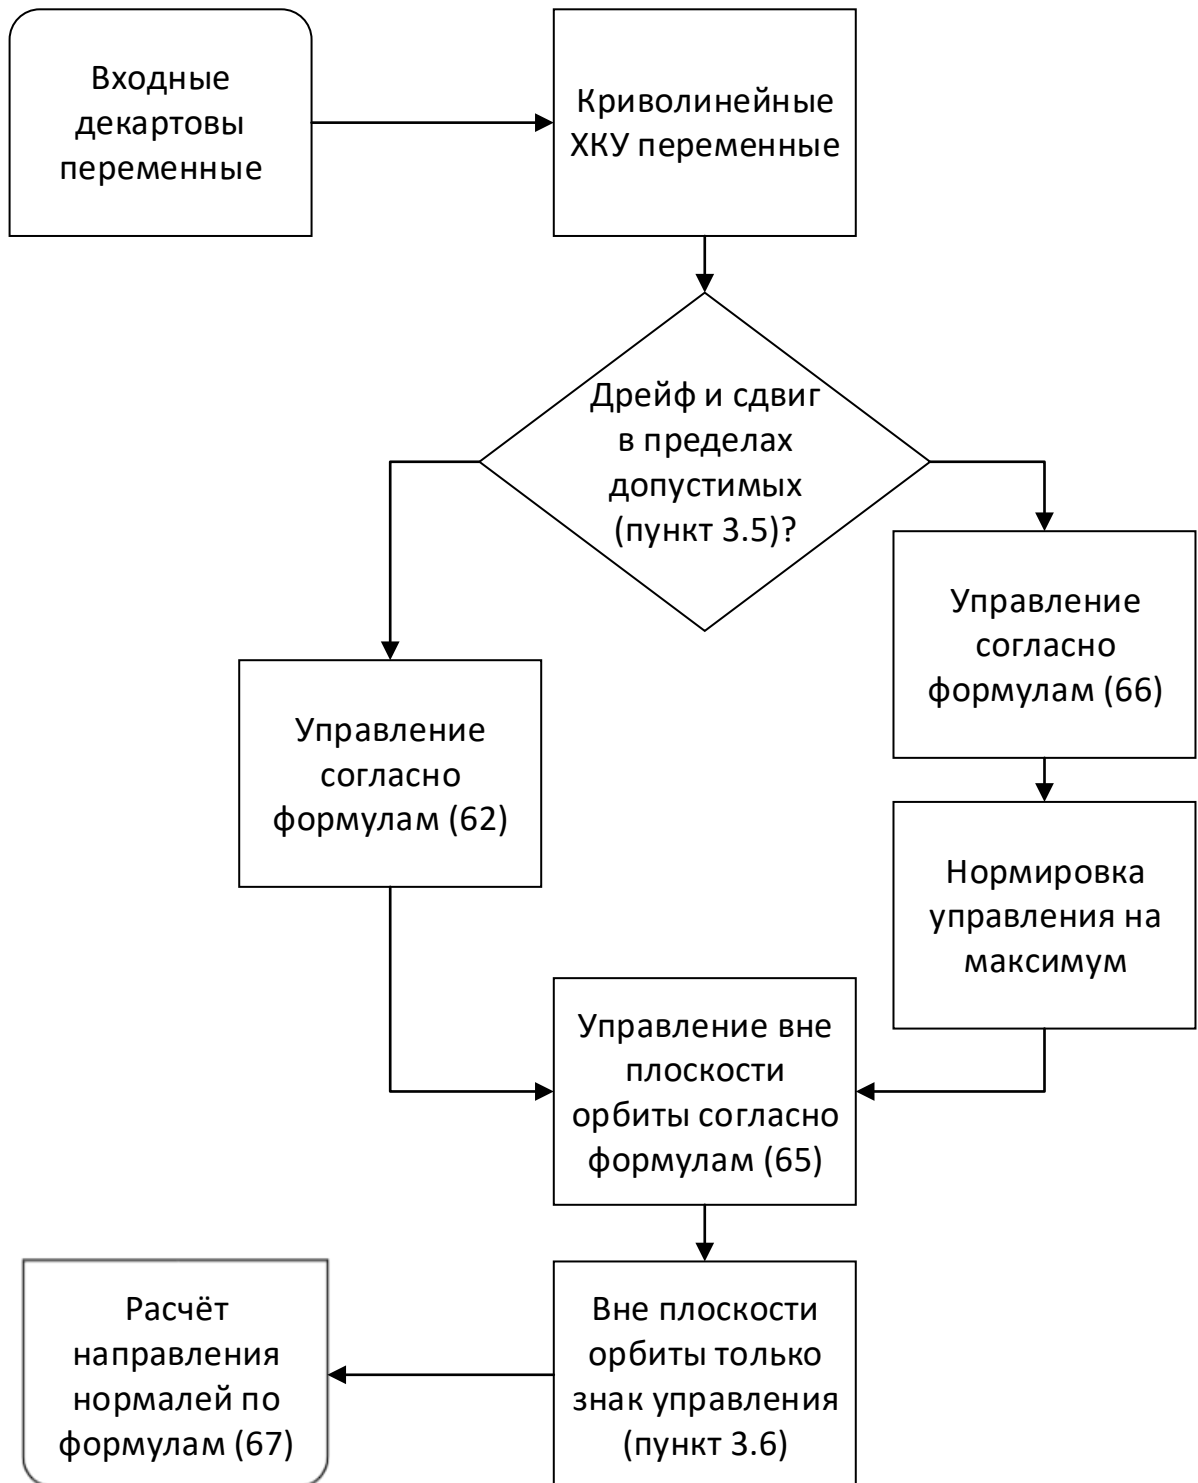 Входные
декартовы
переменные
Криволинейные
ХКУ переменные
Дрейф и сдвиг
в пределах
допустимых
(пункт 3.5)?
Управление
согласно
формулам (66)
Управление
согласно
формулам (62)
Нормировка
управления на
максимум
Управление вне
плоскости
орбиты согласно
формулам (65)
Вне плоскости
орбиты только
знак управления
(пункт 3.6)
Расчёт
направления
нормалей по
формулам (67)